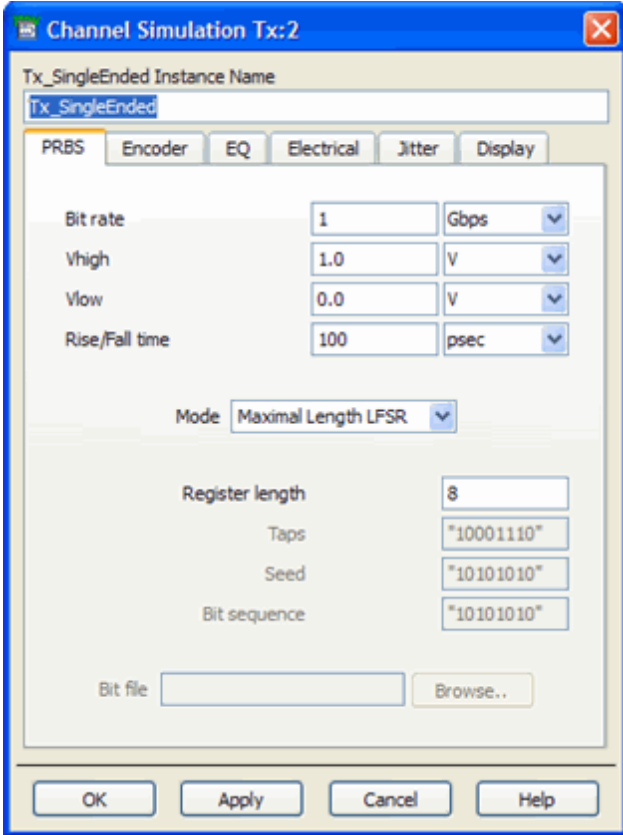 Channel Simulation Tx:2
Tx_SingleEnded Instance Name
Tx_SingleEnded
PRBS Encoder EQ Electrical Jitter Display
Bit rate 1 Gbps
Vhigh 1.0 V
Vlow 0.0 V
Rise/Fall time 100 psec
Mode Maximal Length LFSR
Register length 8
Taps "10001110"
Seed "10101010"
Bit sequence "10101010"
Bit file Browse..
OK Apply Cancel Help